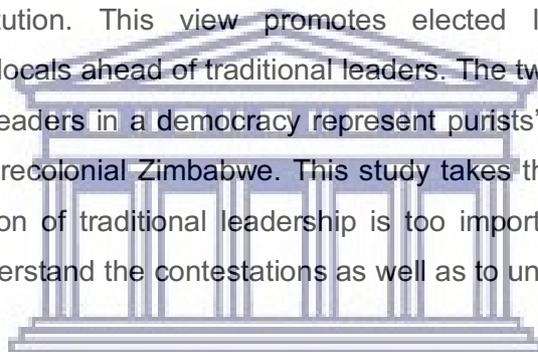 tution. This view promotes elected l
locals ahead of traditional leaders. The tw
eaders in a democracy represent purists'
recolonial Zimbabwe. This study takes th
on of traditional leadership is too import
erstand the contestations as well as to un